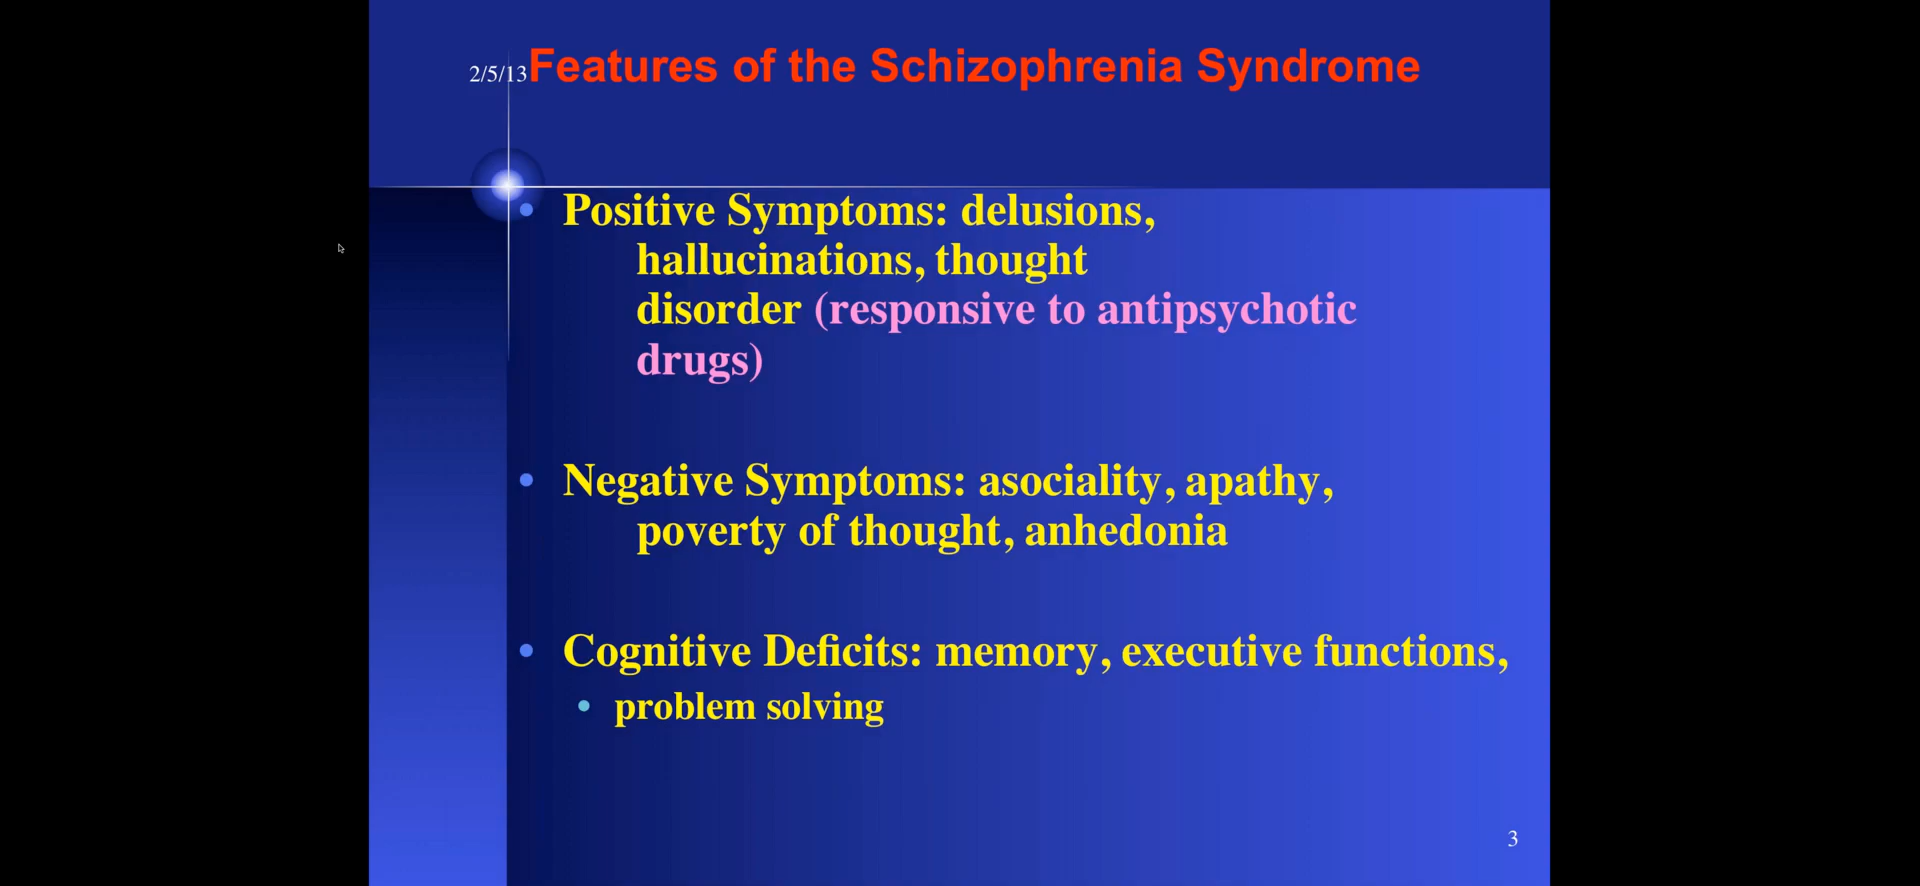 2/5/13
Features of the Schizophrenia Syndrome
• Positive Symptoms: delusions,
hallucinations, thought
disorder (responsive to antipsychotic
drugs)
• Negative Symptoms: asociality, apathy,
poverty of thought, anhedonia
• Cognitive Deficits: memory, executive functions,
• problem solving
3